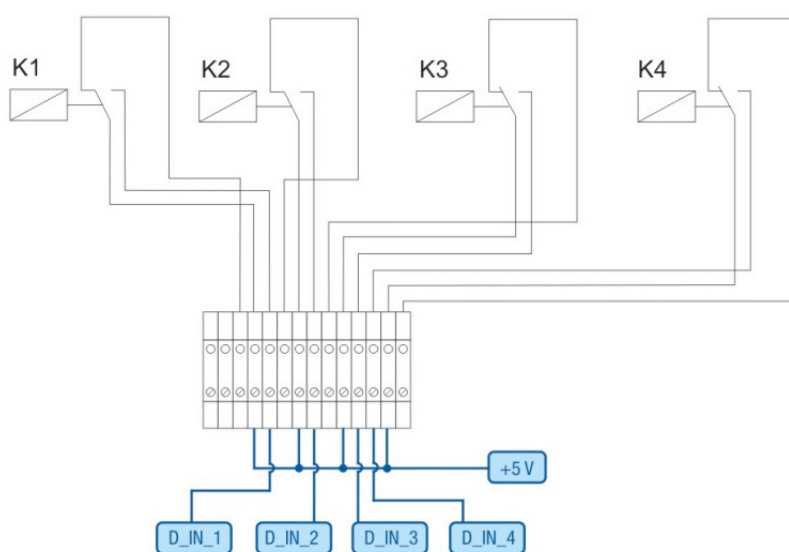 K1
K2
K3
K4
+5 V
D_IN_1
D_IN_2
D_IN_3
D_IN_4